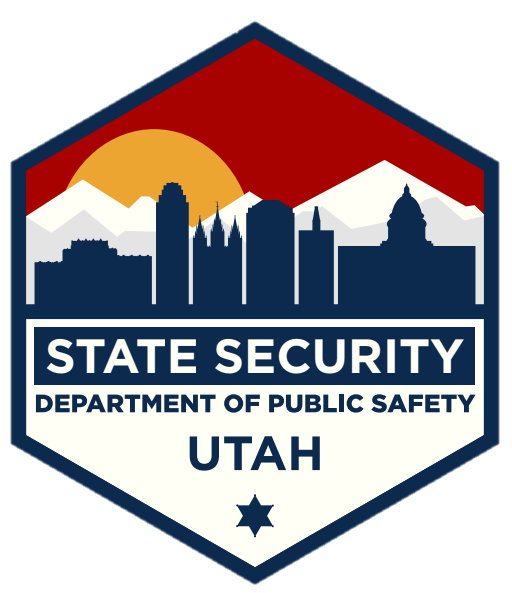 STATE SECURITY
DEPARTMENT OF PUBLIC SAFETY
UTAH